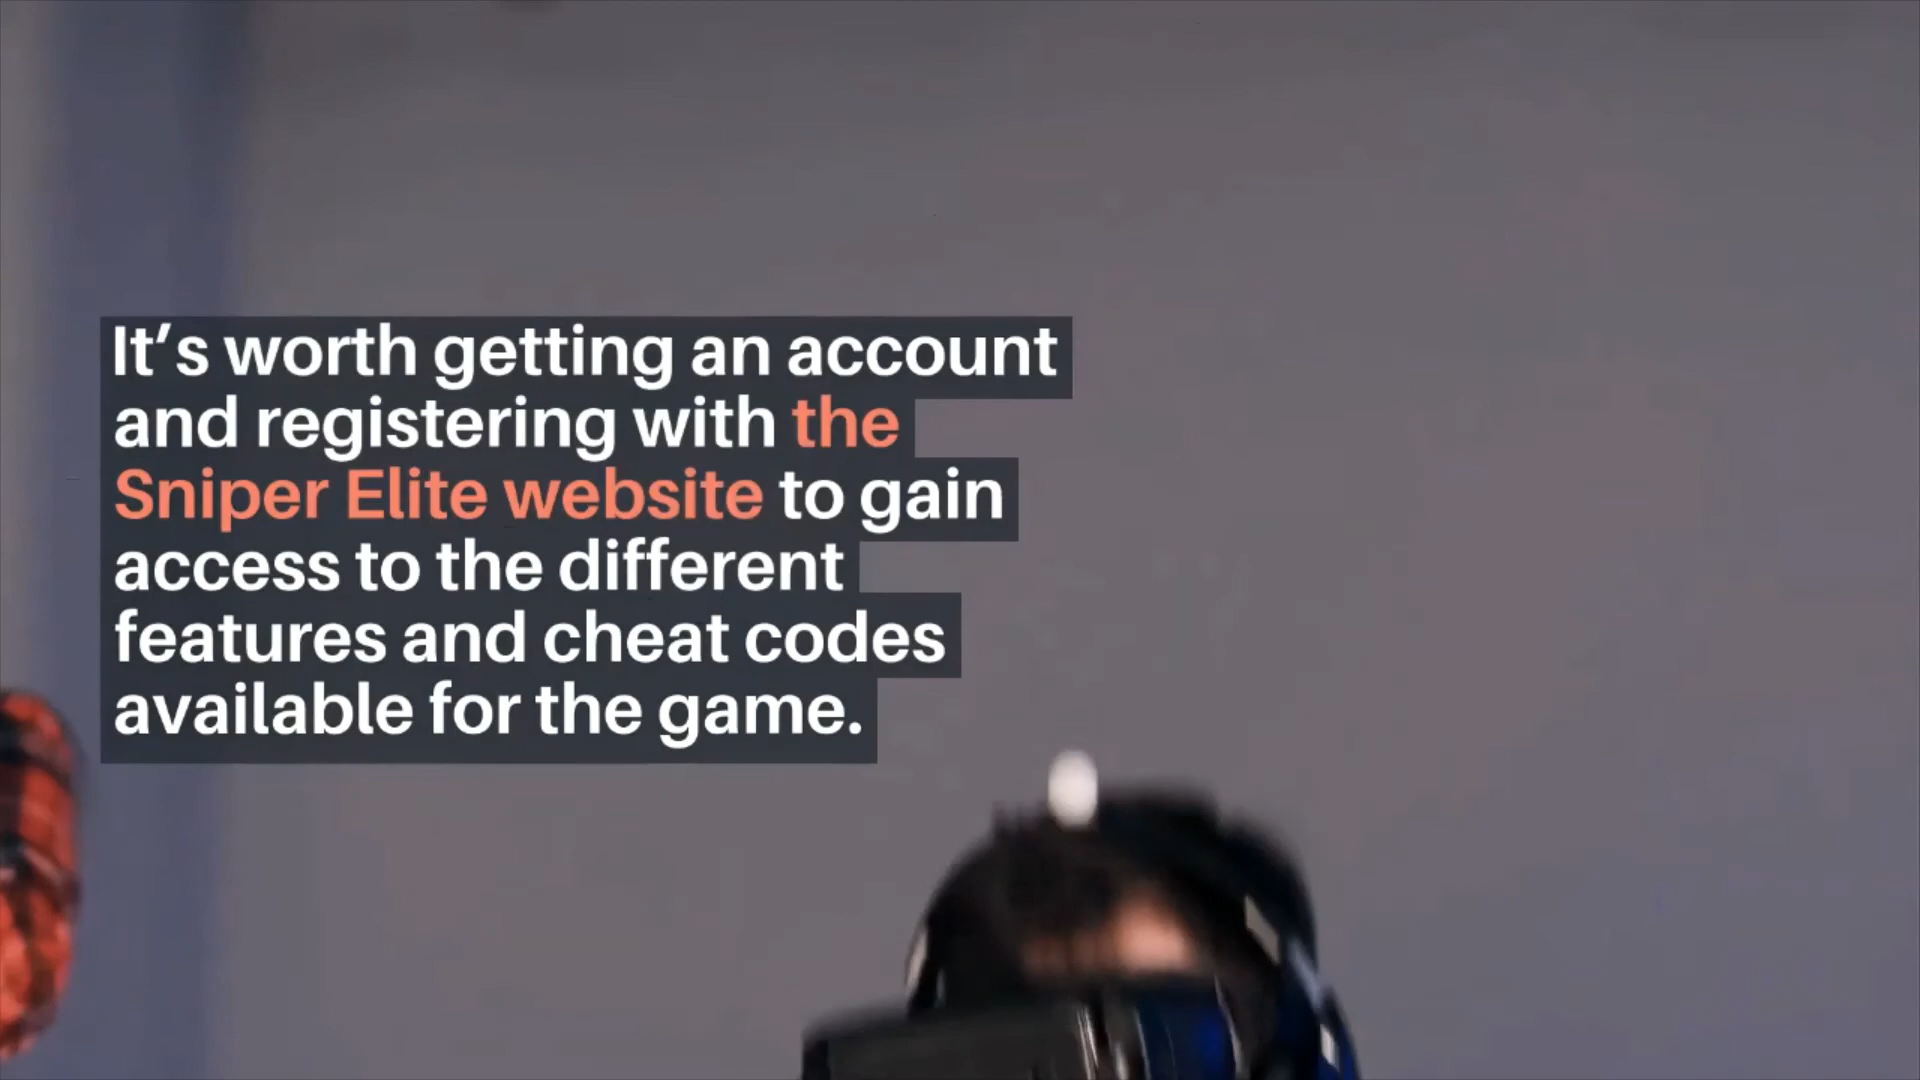 It’s worth getting an account
and registering with the
Sniper Elite website to gain
access to the different
features and cheat codes
available for the game.